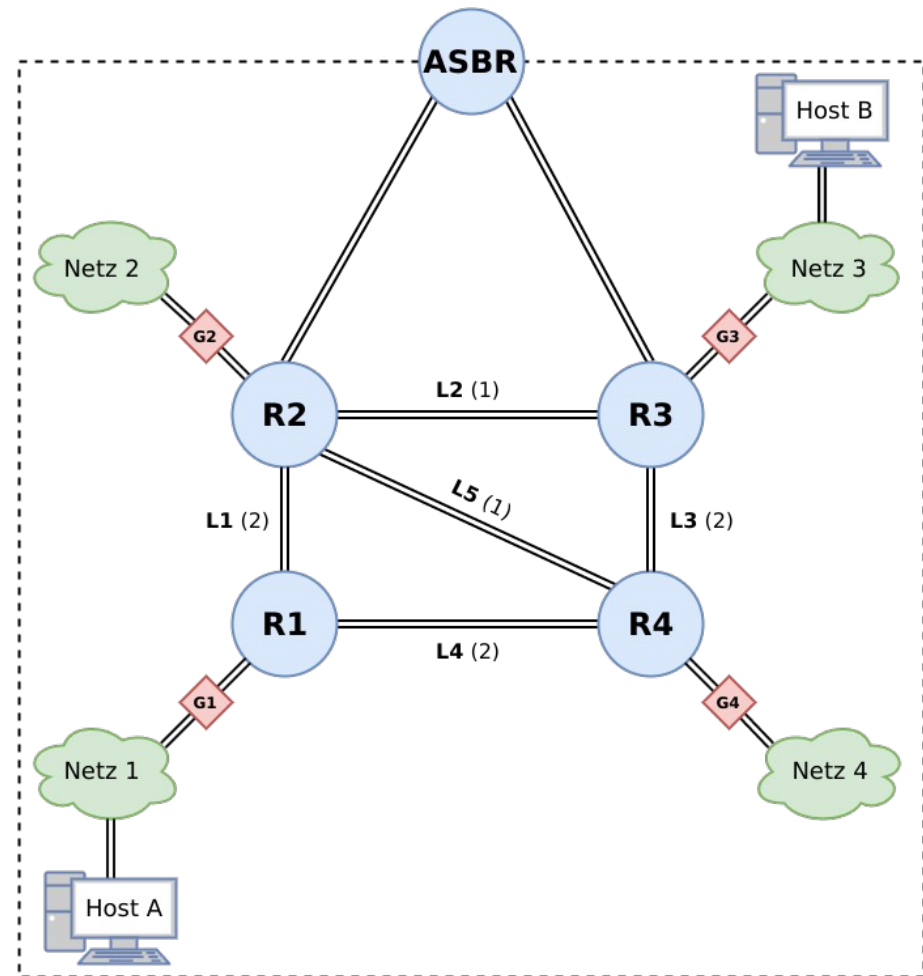 ASBR
Host B
Netz 2
Netz 3
G2
G3
L2 (1)
R2
R3
L5 (1)
L1 (2)
L3 (2)
R1
R4
L4 (2)
G1
G4
Netz 1
Netz 4
Host A